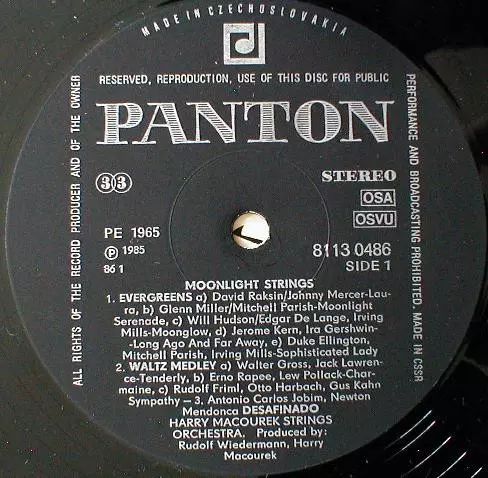 MADE IN CZECHOSLOVAKIA
RESERVED, REPRODUCTION, USE OF THIS DISC FOR PUBLIC
PERFORMANCE AND BROADCASTING PROHIBITED. MADE IN CSSR
ALL RIGHTS OF THE RECORD PRODUCER AND OF THE OWNER
PANTON
33
STEREO
OSA
OSVU
PE 1965
℗ 1985
86 1
8113 0486
SIDE 1
MOONLIGHT STRINGS
1. EVERGREENS a) David Raksin/Johnny Mercer-Lau-
ra, b) Glenn Miller/Mitchell Parish-Moonlight
Serenade, c) Will Hudson/Edgar De Lange, Irving
Mills-Moonglow, d) Jerome Kern, Ira Gershwin-
-Long Ago And Far Away, e) Duke Ellington,
Mitchell Parish, Irving Mills-Sophisticated Lady
2. WALTZ MEDLEY a) Walter Gross, Jack Lawren-
ce-Tenderly, b) Erno Rapee, Lew Pollack-Char-
maine, c) Rudolf Friml, Otto Harbach, Gus Kahn
Sympathy – 3. Antonio Carlos Jobim, Newton
Mendonca DESAFINADO
HARRY MACOUREK STRINGS
ORCHESTRA. Produced by:
Rudolf Wiedermann, Harry
Macourek